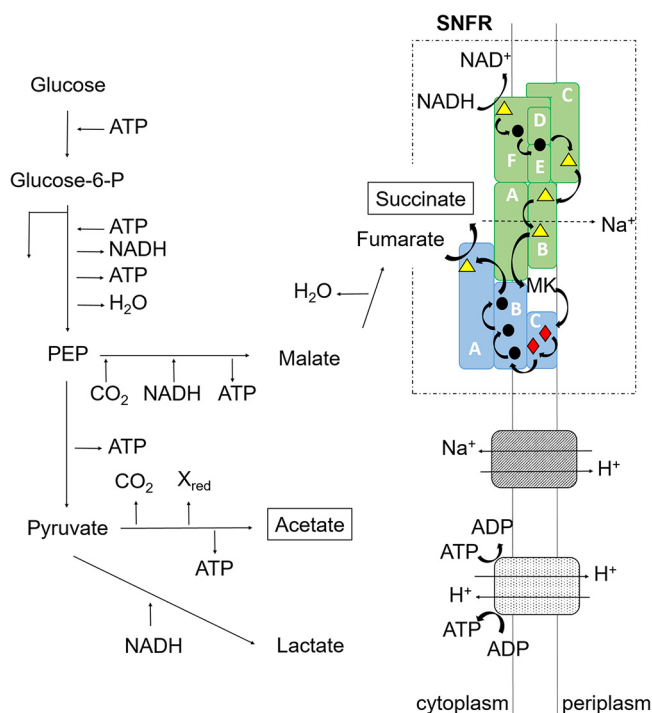 SNFR
NAD⁺
NADH
C
D
F
E
A
B
Na⁺
MK
B
C
A
Glucose
ATP
Glucose-6-P
ATP
NADH
ATP
H₂O
Succinate
Fumarate
H₂O
PEP
Malate
CO₂
NADH
ATP
ATP
CO₂
X_red
Pyruvate
Acetate
ATP
NADH
Lactate
Na⁺
H⁺
ADP
ATP
H⁺
H⁺
ATP
ADP
cytoplasm
periplasm